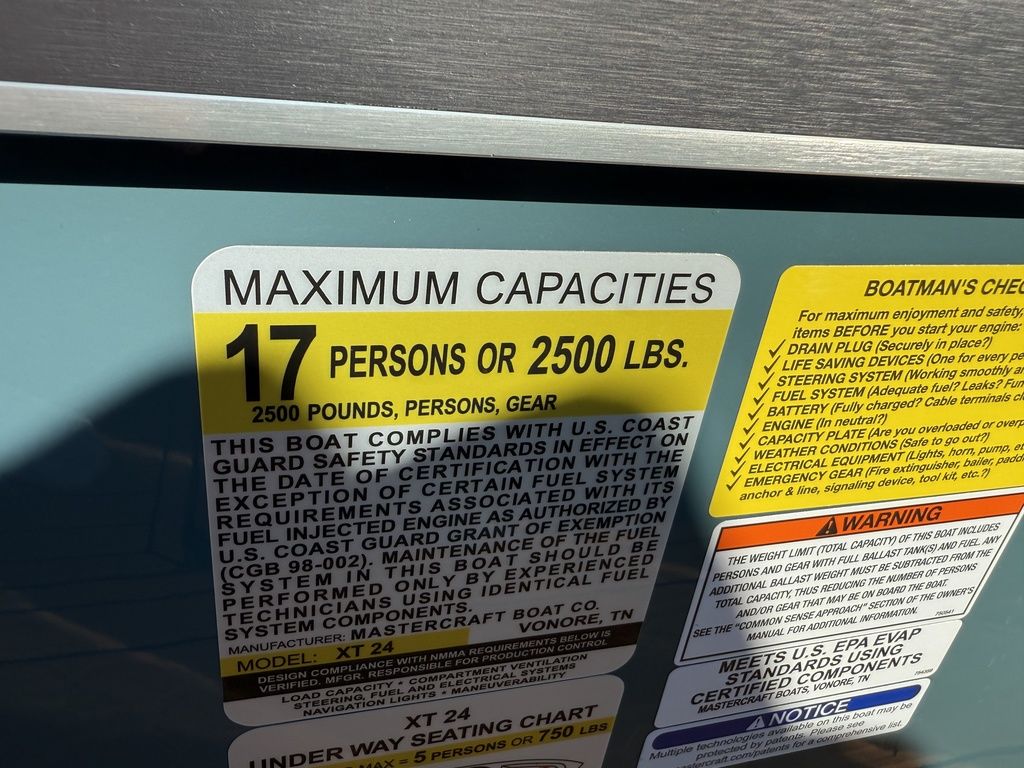 MAXIMUM CAPACITIES
17 PERSONS OR 2500 LBS.
2500 POUNDS, PERSONS, GEAR
THIS BOAT COMPLIES WITH U.S. COAST
GUARD SAFETY STANDARDS IN EFFECT ON
THE DATE OF CERTIFICATION WITH THE
EXCEPTION OF CERTAIN FUEL SYSTEM
REQUIREMENTS ASSOCIATED WITH ITS
FUEL INJECTED ENGINE AS AUTHORIZED BY
U.S. COAST GUARD GRANT OF EXEMPTION
(CGB 98-002). MAINTENANCE OF THE FUEL
SYSTEM IN THIS BOAT SHOULD BE
PERFORMED ONLY BY EXPERIENCED
TECHNICIANS USING IDENTICAL FUEL
SYSTEM COMPONENTS.
MANUFACTURER: MASTERCRAFT BOAT CO.
VONORE, TN
MODEL: XT 24
DESIGN COMPLIANCE WITH NMMA REQUIREMENTS BELOW IS
VERIFIED. MFGR. RESPONSIBLE FOR PRODUCTION CONTROL
LOAD CAPACITY • COMPARTMENT VENTILATION
STEERING, FUEL AND ELECTRICAL SYSTEMS
NAVIGATION LIGHTS • MANEUVERABILITY
XT 24
UNDER WAY SEATING CHART
MAX = 5 PERSONS OR 750 LBS
BOATMAN'S
For maximum enjoyment and safety,
items BEFORE you start your engine:
✓ DRAIN PLUG (Securely in place?)
✓ LIFE SAVING DEVICES (One for every
✓ STEERING SYSTEM (Working smoothly
✓ FUEL SYSTEM (Adequate fuel? Leaks?
✓ BATTERY (Fully charged? Cable terminals
✓ ENGINE (In neutral?)
✓ CAPACITY PLATE (Are you overloaded or
✓ WEATHER CONDITIONS (Safe to go out?)
✓ ELECTRICAL EQUIPMENT (Lights, horn, pump,
✓ EMERGENCY GEAR (Fire extinguisher, bailer,
anchor & line, signaling device, tool kit, etc.?)
WARNING
THE WEIGHT LIMIT (TOTAL CAPACITY) OF THIS BOAT INCLUDES
PERSONS AND GEAR WITH FULL BALLAST TANK(S) AND FUEL. ANY
ADDITIONAL BALLAST WEIGHT MUST BE SUBTRACTED FROM THE
TOTAL CAPACITY, THUS REDUCING THE NUMBER OF PERSONS
AND/OR GEAR THAT MAY BE ON BOARD THE BOAT.
SEE THE "COMMON SENSE APPROACH" SECTION OF THE OWNER'S
MANUAL FOR ADDITIONAL INFORMATION.
MEETS U.S. EPA EVAP
STANDARDS USING
CERTIFIED COMPONENTS
MASTERCRAFT BOATS, VONORE, TN
NOTICE
Multiple technologies available on this boat may be
protected by patents. Please see
mastercraft.com/patents for a comprehensive list.